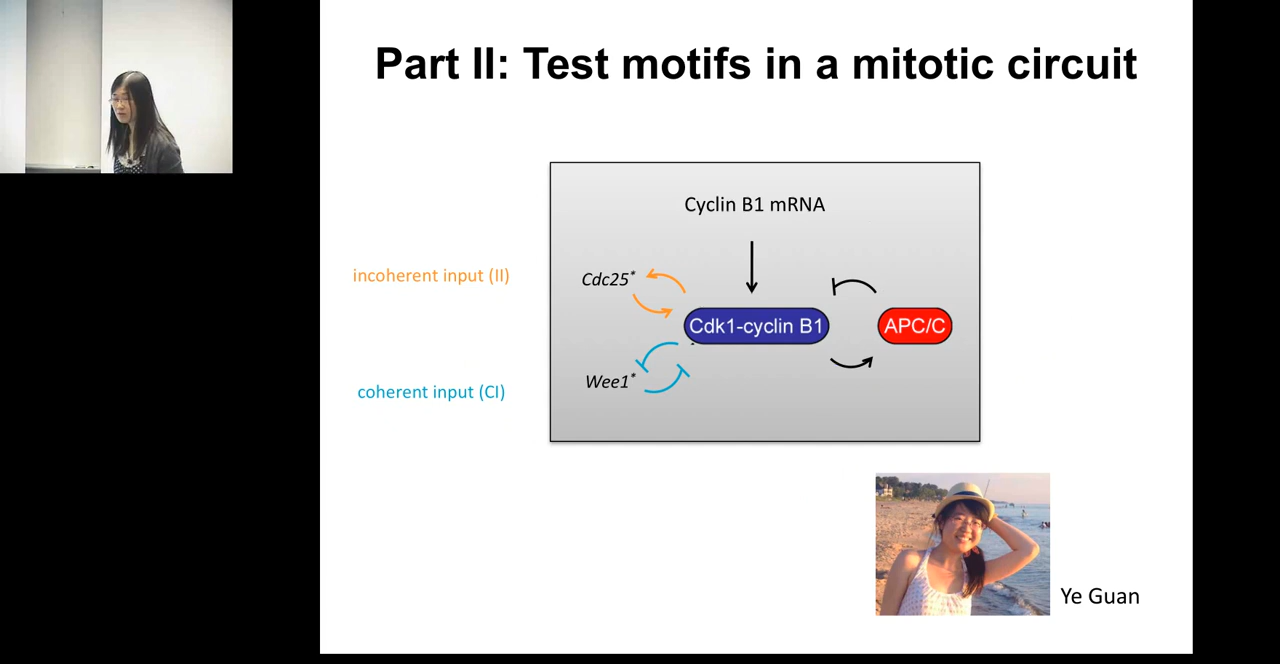 Part II: Test motifs in a mitotic circuit
Cyclin B1 mRNA
incoherent input (II)
Cdc25*
Cdk1-cyclin B1
APC/C
Wee1*
coherent input (CI)
Ye Guan